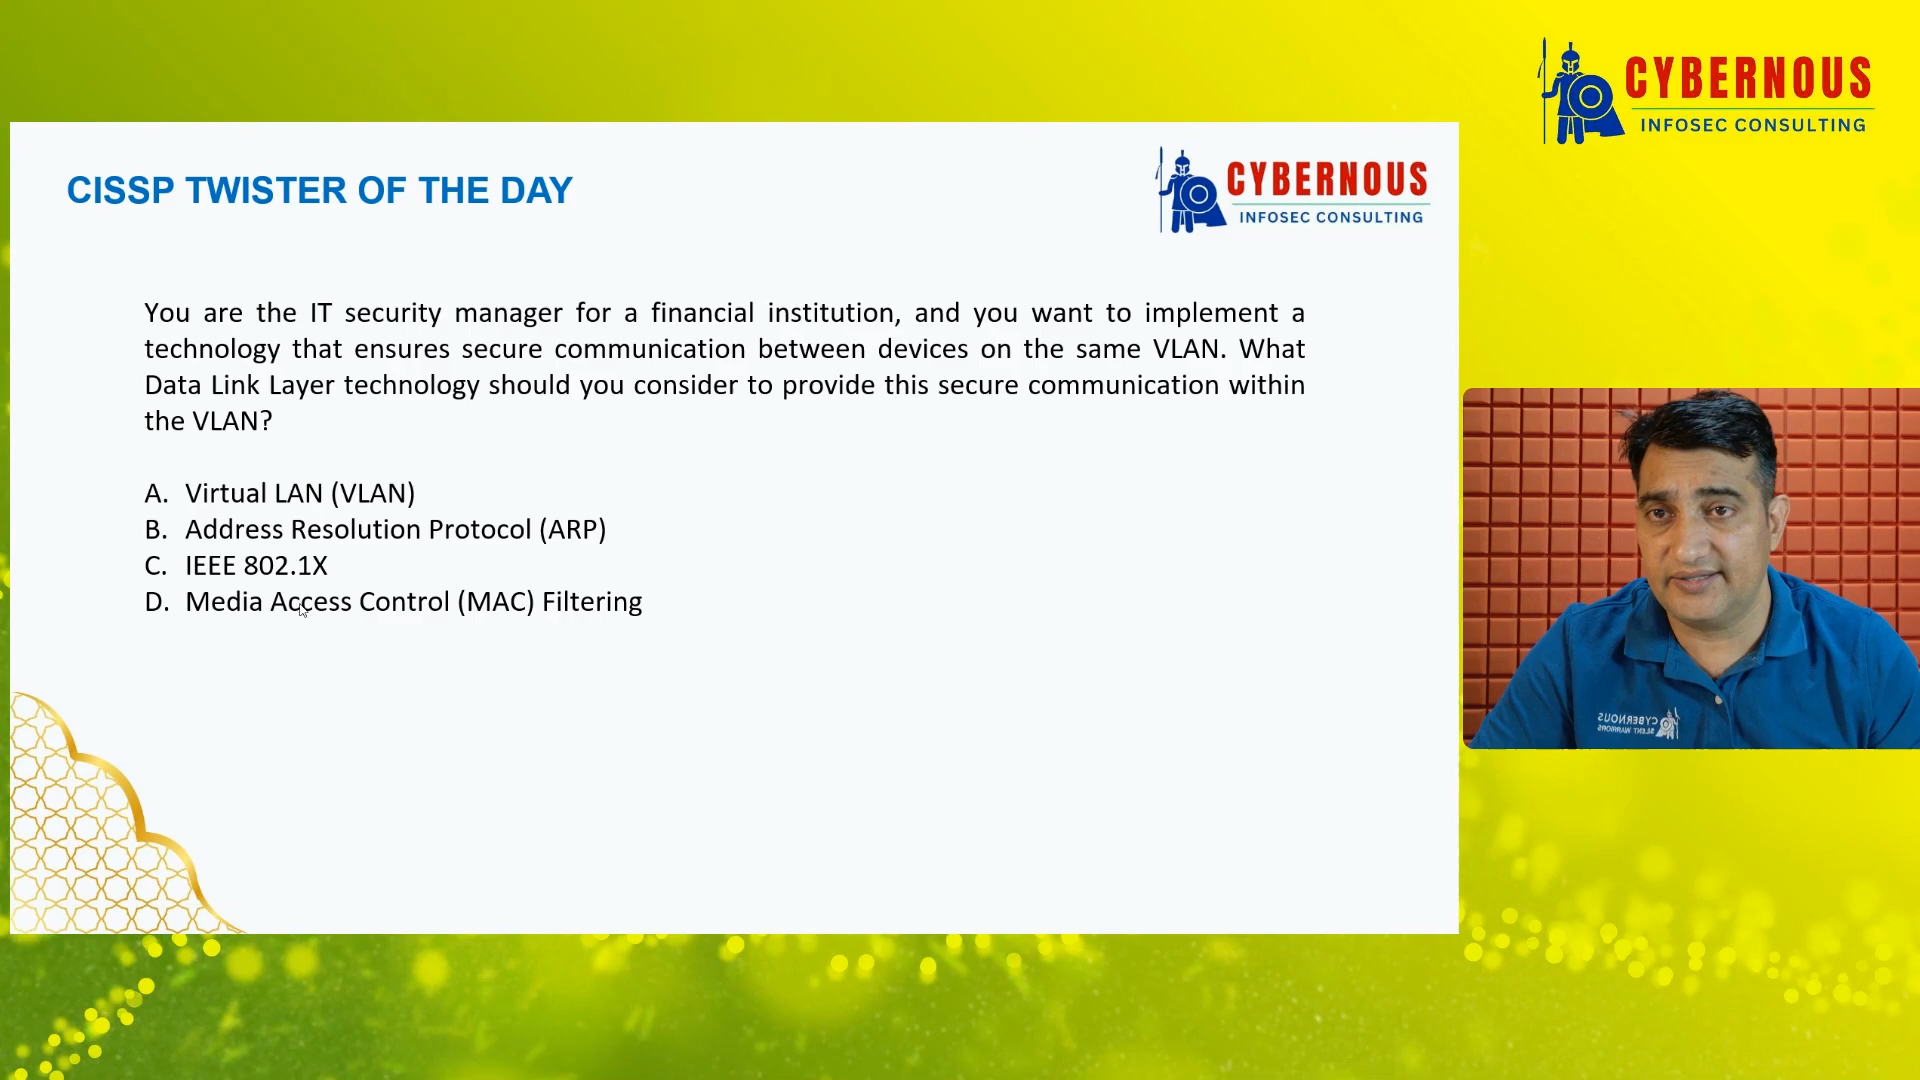 CYBERNOUS
INFOSEC CONSULTING
CISSP TWISTER OF THE DAY
CYBERNOUS
INFOSEC CONSULTING
You are the IT security manager for a financial institution, and you want to implement a
technology that ensures secure communication between devices on the same VLAN. What
Data Link Layer technology should you consider to provide this secure communication within
the VLAN?
A. Virtual LAN (VLAN)
B. Address Resolution Protocol (ARP)
C. IEEE 802.1X
D. Media Access Control (MAC) Filtering
CYBERNOUS
SILENT WARRIORS